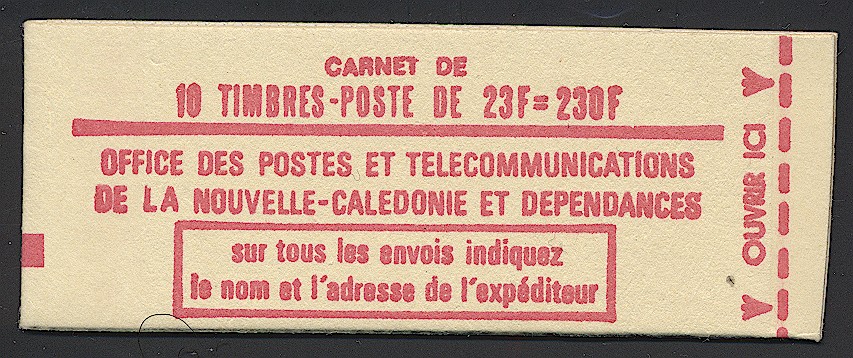 CARNET DE
10 TIMBRES-POSTE DE 23F=230F
OFFICE DES POSTES ET TELECOMMUNICATIONS
DE LA NOUVELLE-CALEDONIE ET DEPENDANCES
sur tous les envois indiquez
le nom et l'adresse de l'expéditeur
OUVRIR ICI